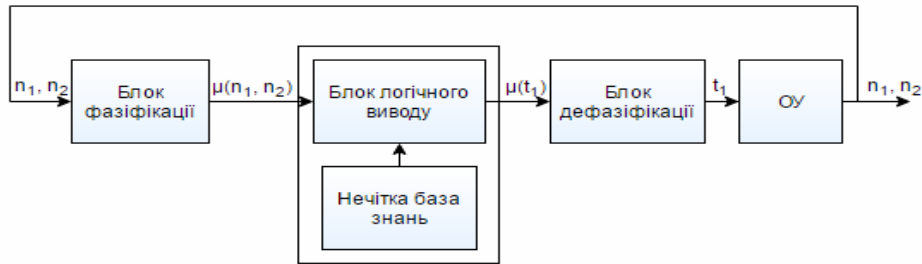 n1, n2
Блок
фазіфікації
μ(n1, n2)
Блок логічного
виводу
Нечітка база
знань
μ(t1)
Блок
дефазіфікації
t1
ОУ
n1, n2